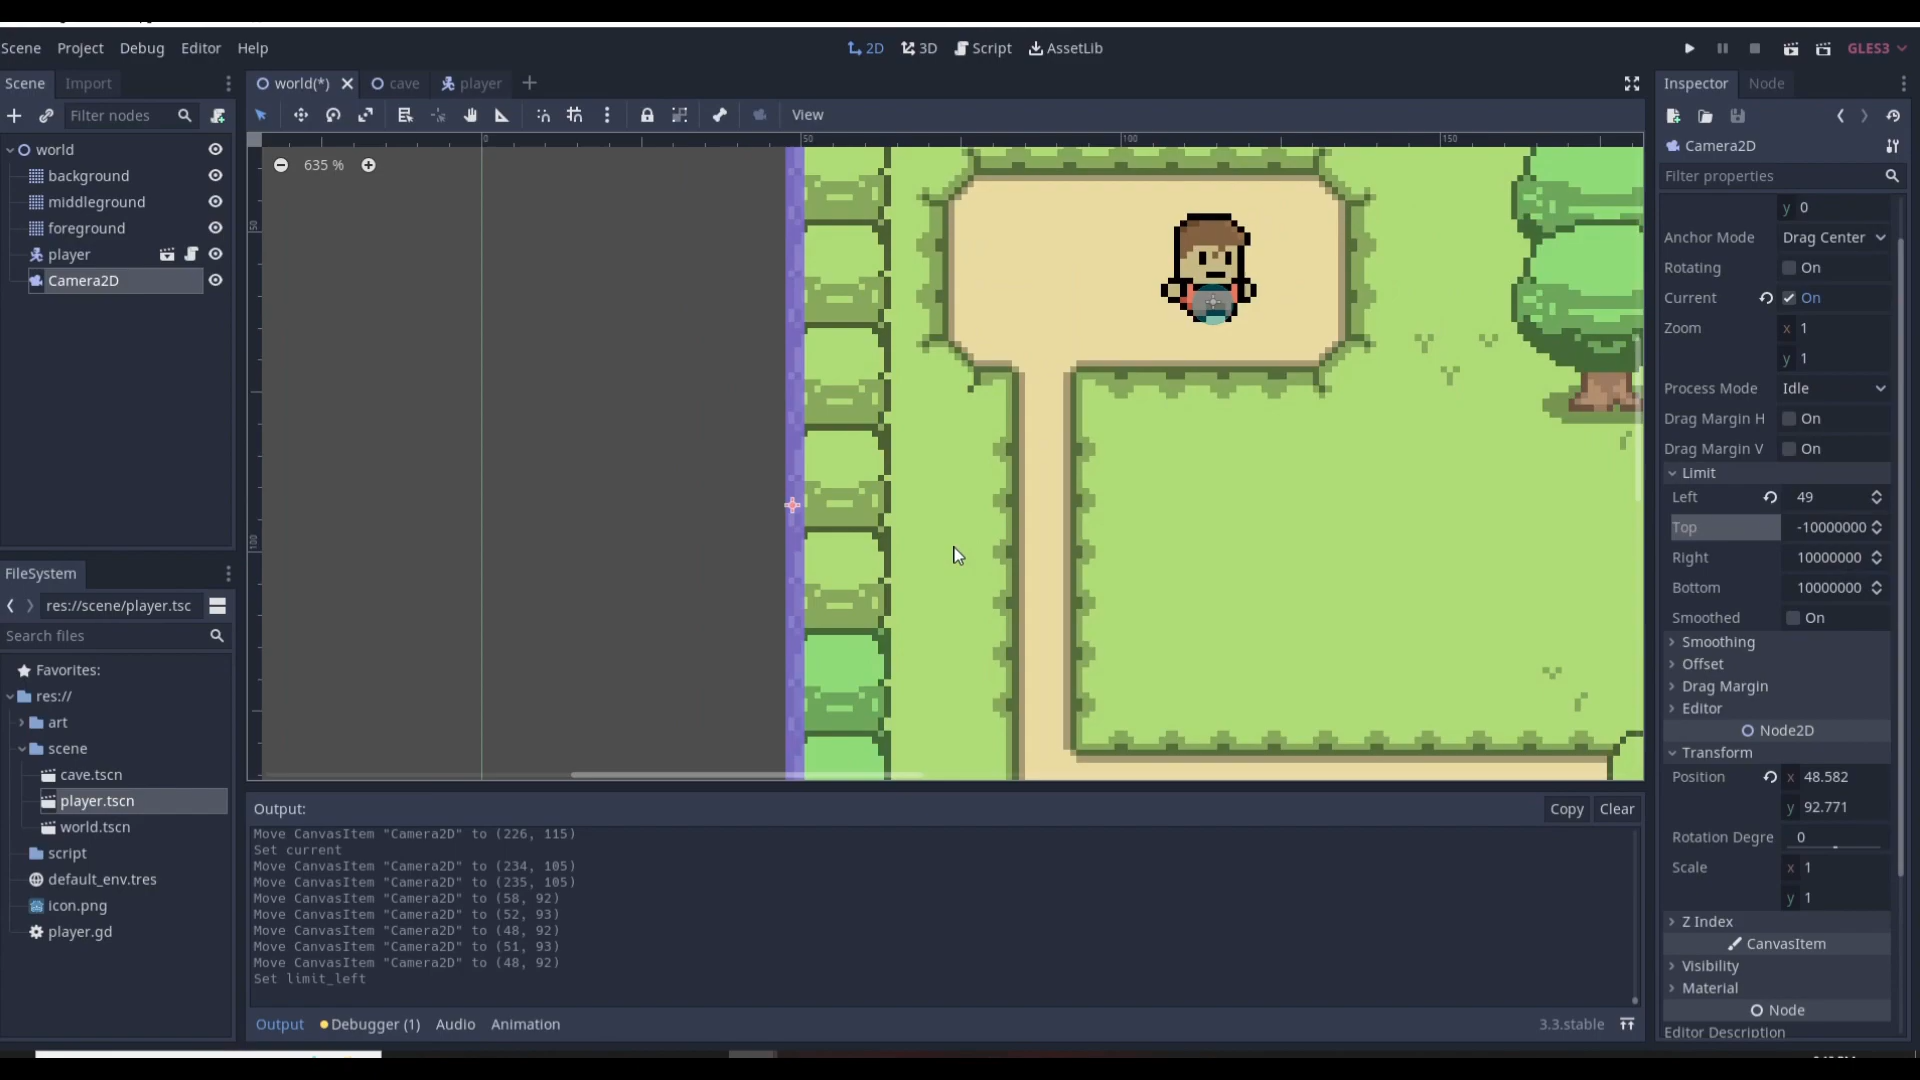 Scene Project Debug Editor Help
2D 3D Script AssetLib
GLES3
Scene Import
world(*) cave player
Inspector Node
Filter nodes
View
world
background
middleground
foreground
player
Camera2D
635 %
0 50 100 150
50
100
FileSystem
res://scene/player.tsc
Search files
Favorites:
res://
art
scene
cave.tscn
player.tscn
world.tscn
script
default_env.tres
icon.png
player.gd
Output:
Copy Clear
Move CanvasItem "Camera2D" to (226, 115)
Set current
Move CanvasItem "Camera2D" to (234, 105)
Move CanvasItem "Camera2D" to (235, 105)
Move CanvasItem "Camera2D" to (58, 92)
Move CanvasItem "Camera2D" to (52, 93)
Move CanvasItem "Camera2D" to (48, 92)
Move CanvasItem "Camera2D" to (51, 93)
Move CanvasItem "Camera2D" to (48, 92)
Set limit_left
Output Debugger (1) Audio Animation
3.3.stable
Camera2D
Filter properties
y 0
Anchor Mode Drag Center
Rotating On
Current On
Zoom x 1
y 1
Process Mode Idle
Drag Margin H On
Drag Margin V On
Limit
Left 49
Top -10000000
Right 10000000
Bottom 10000000
Smoothed On
Smoothing
Offset
Drag Margin
Editor
Node2D
Transform
Position x 48.582
y 92.771
Rotation Degre 0
Scale x 1
y 1
Z Index
CanvasItem
Visibility
Material
Node
Editor Description